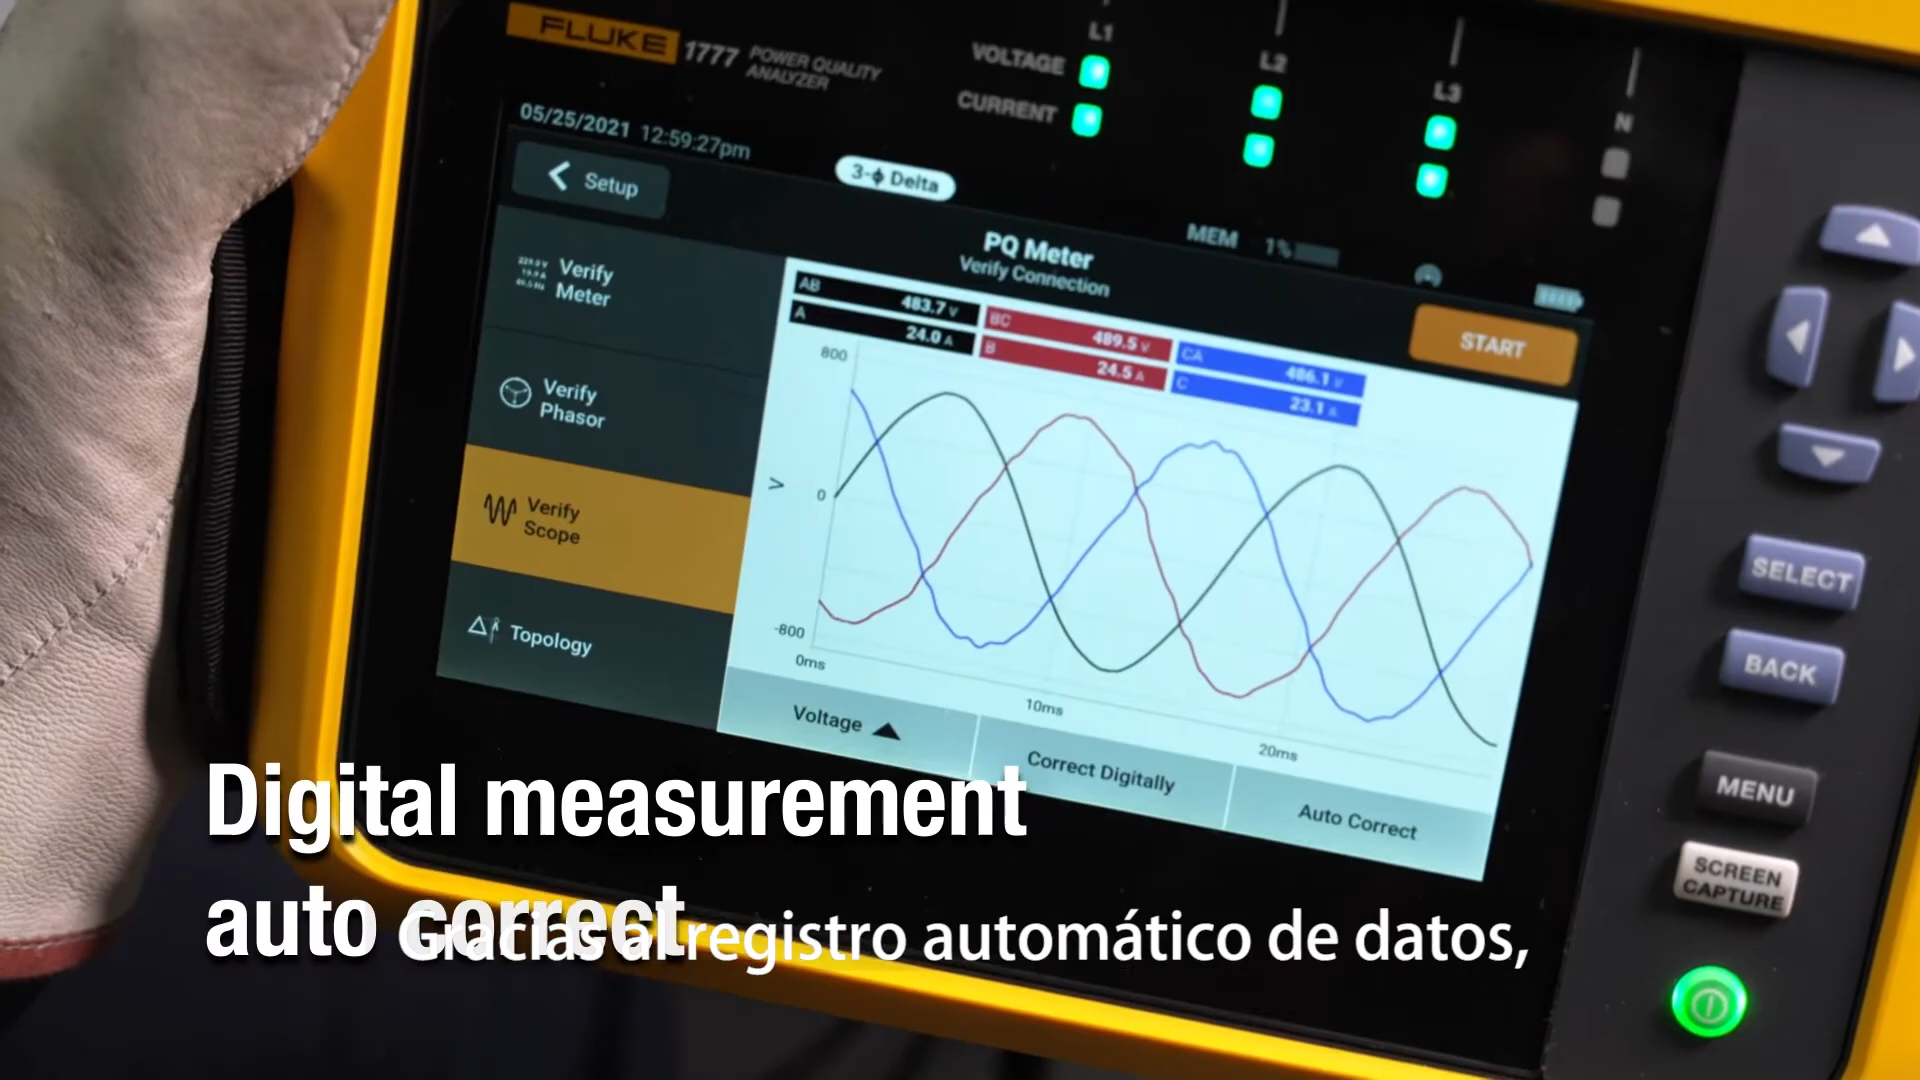 FLUKE 1777 POWER QUALITY
ANALYZER
L1
L2
L3
N
VOLTAGE
CURRENT
05/25/2021 12:59:27pm
Setup
3-ϕ Delta
MEM 1%
PQ Meter
Verify Connection
START
Verify
Meter
Verify
Phasor
Verify
Scope
Topology
AB 483.7 V
A 24.0 A
BC 489.5 V
B 24.5 A
CA 486.1 V
C 23.1 A
800
V
0
-800
0ms
10ms
20ms
Voltage
Correct Digitally
Auto Correct
SELECT
BACK
MENU
SCREEN
CAPTURE
Digital measurement
auto correct
Gracias al registro automático de datos,